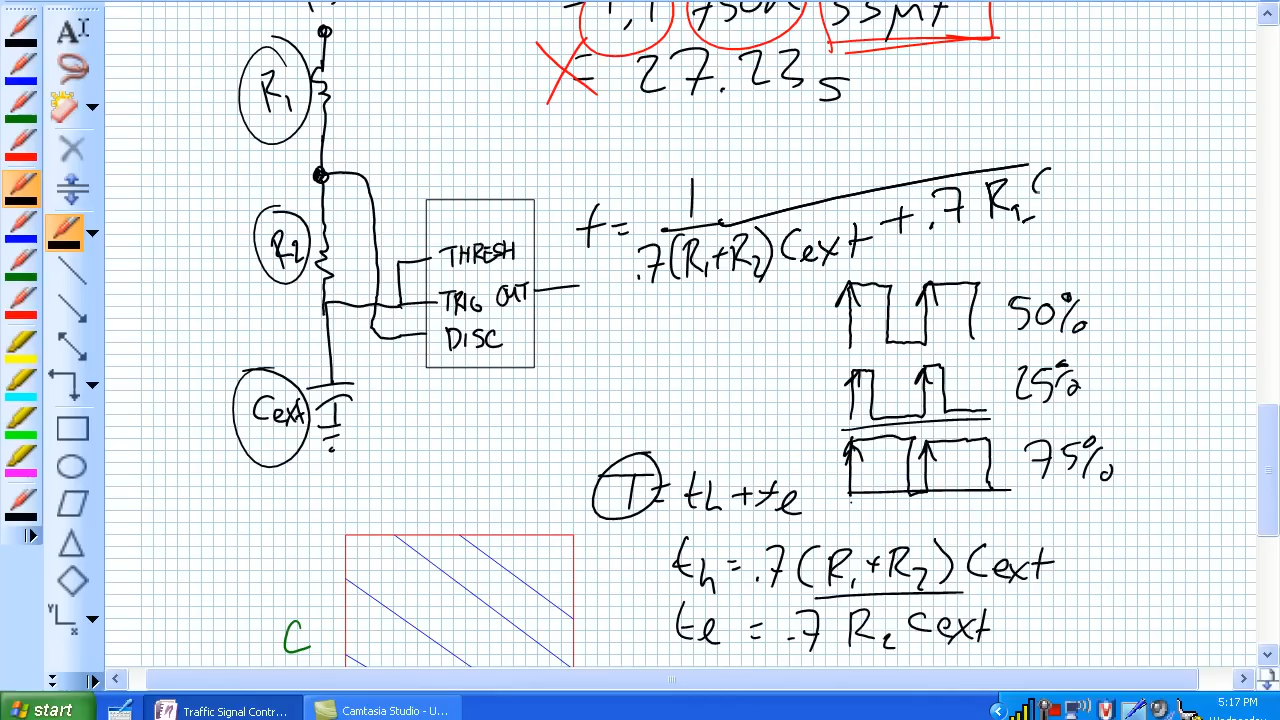 = 27.23 s
R1
R2
Cext
THRESH
TRIG OUT
DISC
f = 1
.7(R1+R2) Cext + .7 R2 C
50%
25%
75%
T = th + tl
th = .7 (R1+R2) Cext
tl = .7 R2 Cext
C
start
Traffic Signal Contr...
Camtasia Studio - U...
5:17 PM